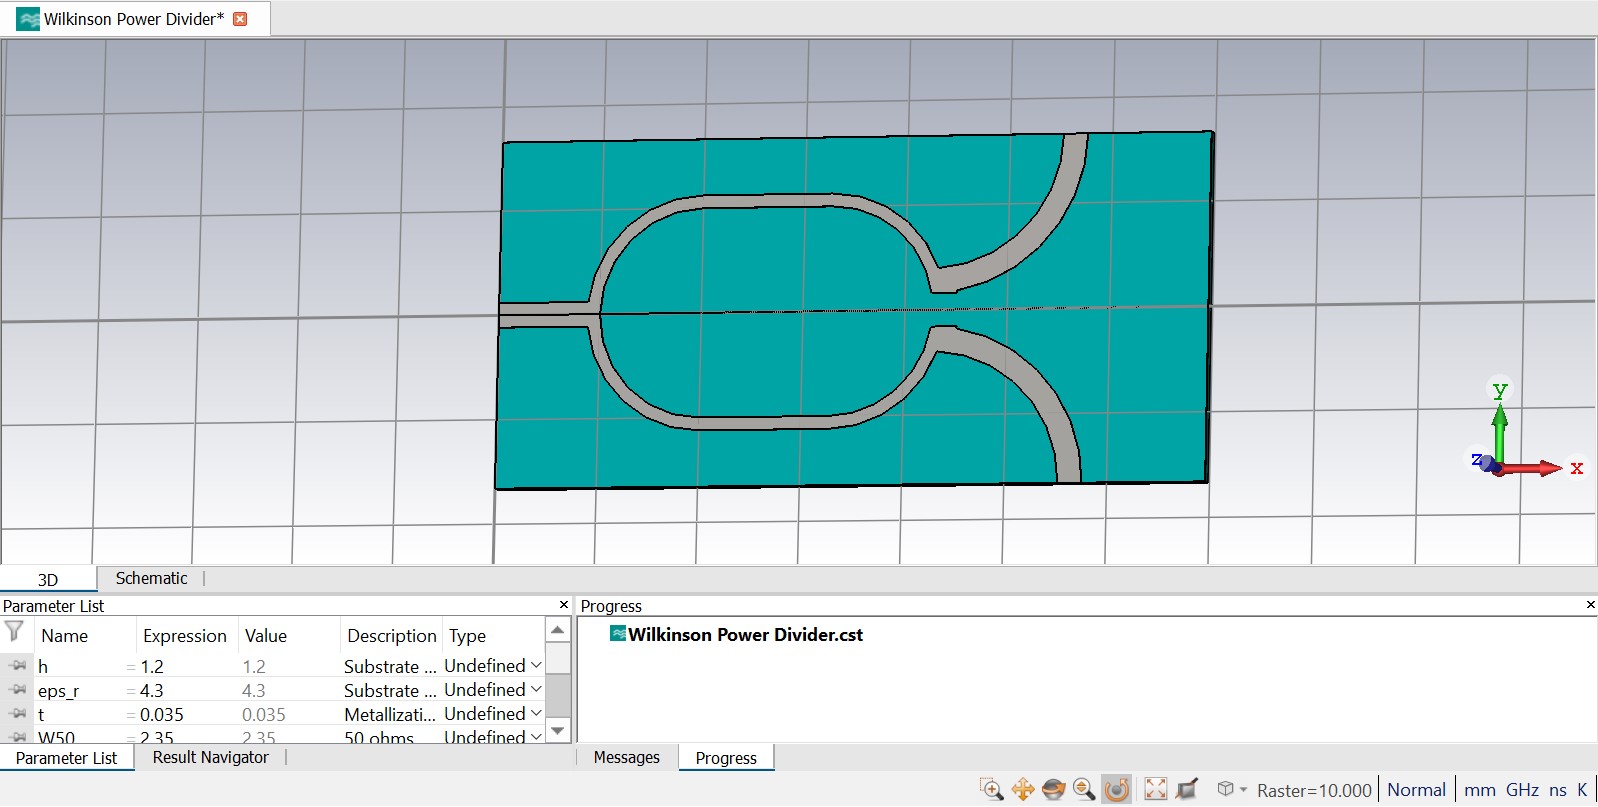 Wilkinson Power Divider*
y
z
x
3D Schematic
Parameter List
Progress
Name Expression Value Description Type
Wilkinson Power Divider.cst
h = 1.2 1.2 Substrate ... Undefined
eps_r = 4.3 4.3 Substrate ... Undefined
t = 0.035 0.035 Metallizati... Undefined
W50 = 2.35 2.35 50 ohms Undefined
Parameter List Result Navigator
Messages Progress
Raster=10.000 Normal mm GHz ns K